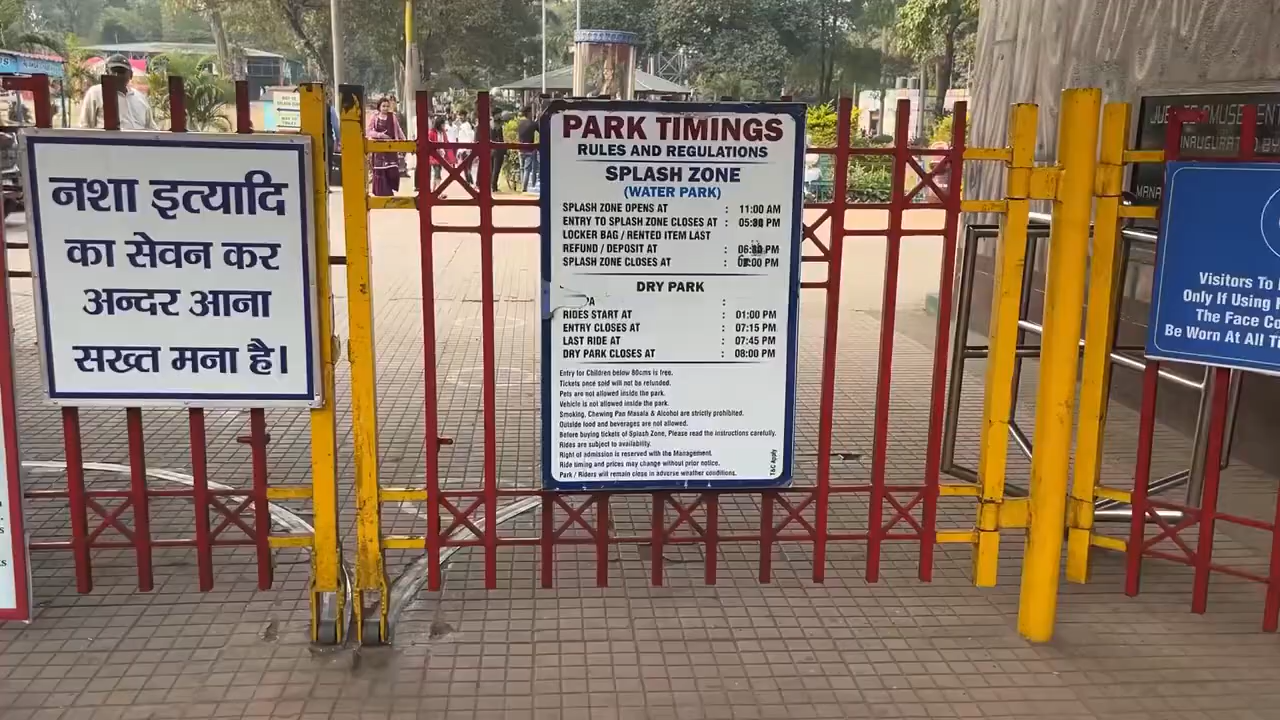 नशा इत्यादि
का सेवन कर
अन्दर आना
सख्त मना है।
PARK TIMINGS
RULES AND REGULATIONS
SPLASH ZONE
(WATER PARK)
SPLASH ZONE OPENS AT : 11:00 AM
ENTRY TO SPLASH ZONE CLOSES AT : PM
LOCKER BAG / RENTED ITEM LAST
REFUND / DEPOSIT AT : PM
SPLASH ZONE CLOSES AT : PM
DRY PARK
RIDES START AT : 01:00 PM
ENTRY CLOSES AT : 07:15 PM
LAST RIDE AT : 07:45 PM
DRY PARK CLOSES AT : 08:00 PM
Entry for Children below 80cms is free.
Tickets once sold will not be refunded.
Pets are not allowed inside the park.
Vehicle is not allowed inside the park.
Smoking, Chewing Pan Masala & Alcohol are strictly prohibited.
Outside food and beverages are not allowed.
Before buying tickets of Splash Zone, Please read the instructions carefully.
Rides are subject to availability.
Right of admission is reserved with the Management.
Ride timing and prices may change without prior notice.
Park / Riders will remain close in adverse weather conditions.
T&C Apply
Visitors To
Only If Using
The Face
Be Worn At All